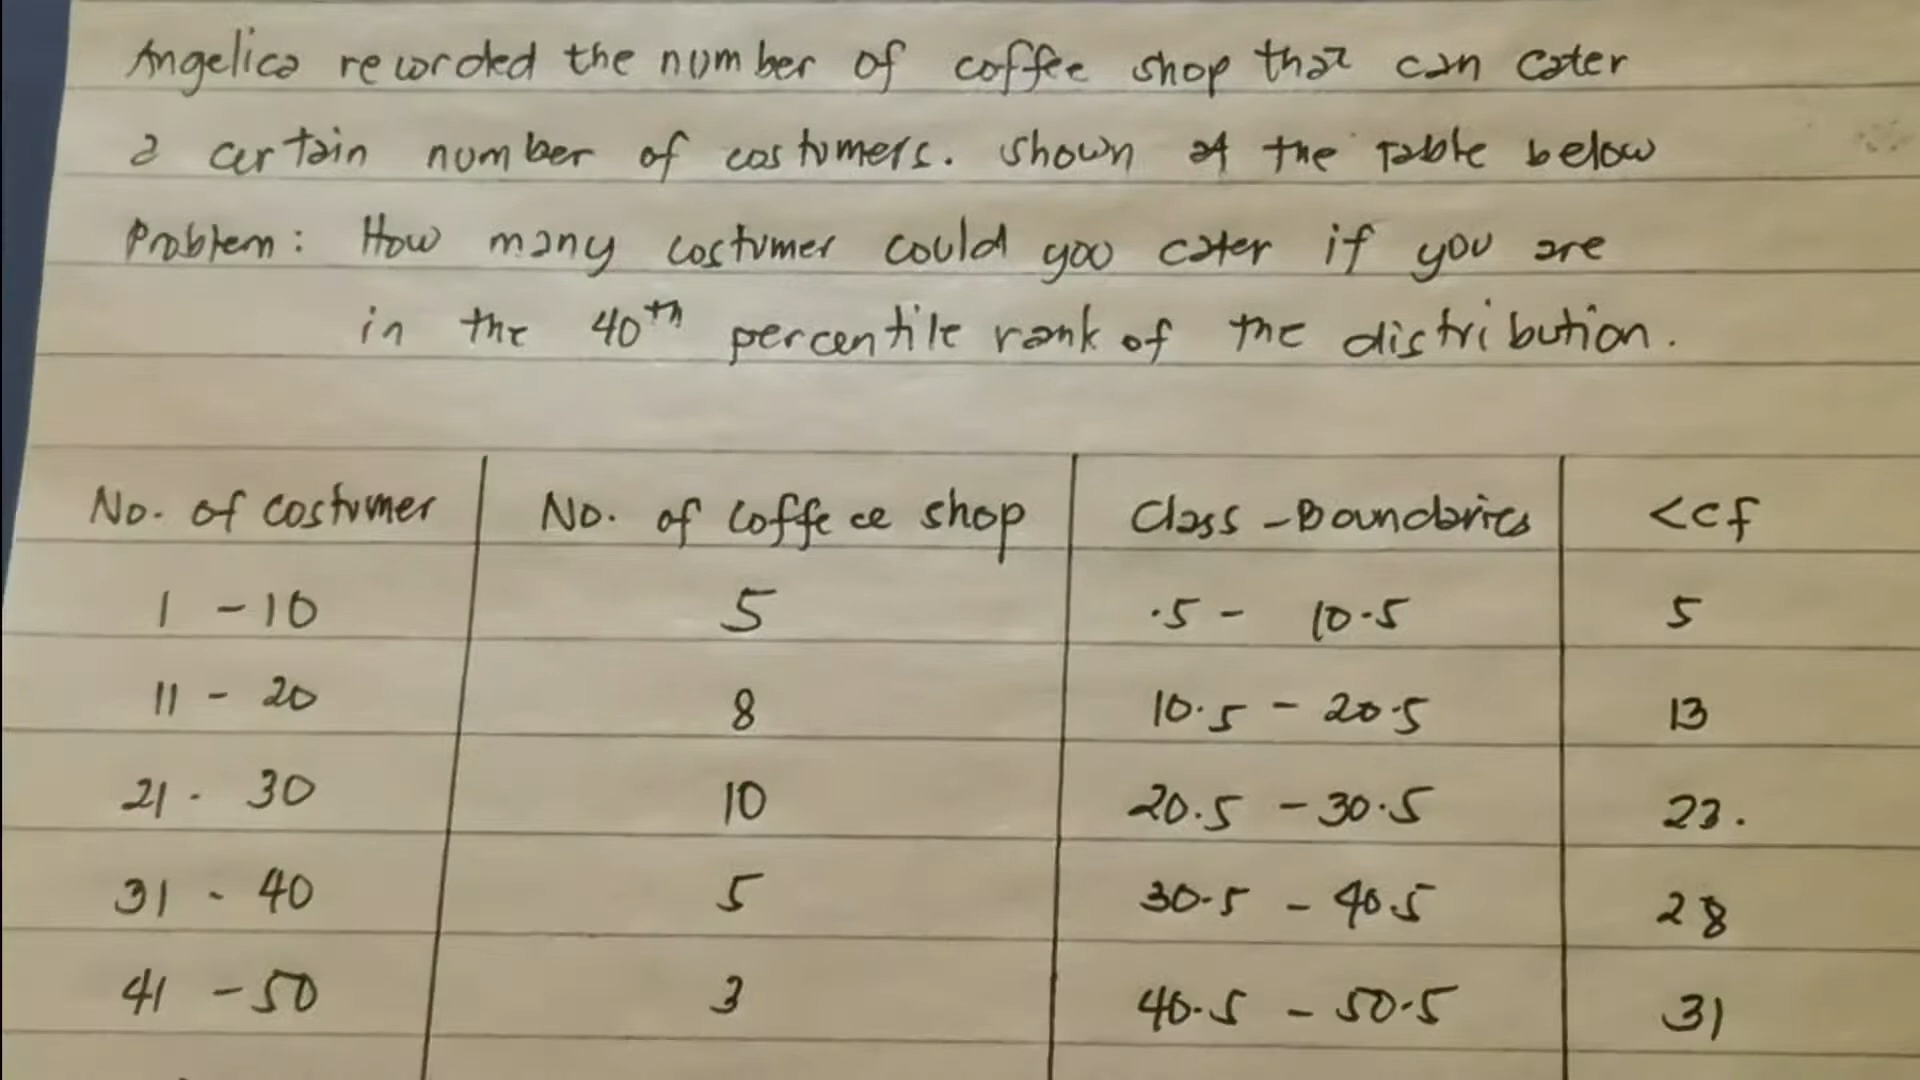 Angelica recorded the number of coffee shop that can cater
a certain number of costumers. shown at the Table below
Problem: How many costumer could you cater if you are
in the 40th percentile rank of the distribution.
No. of costumer No. of coffece shop Class-Boundaries <cf
1 - 10 5 .5 - 10.5 5
11 - 20 8 10.5 - 20.5 13
21 - 30 10 20.5 - 30.5 23.
31 - 40 5 30.5 - 40.5 28
41 - 50 3 40.5 - 50.5 31